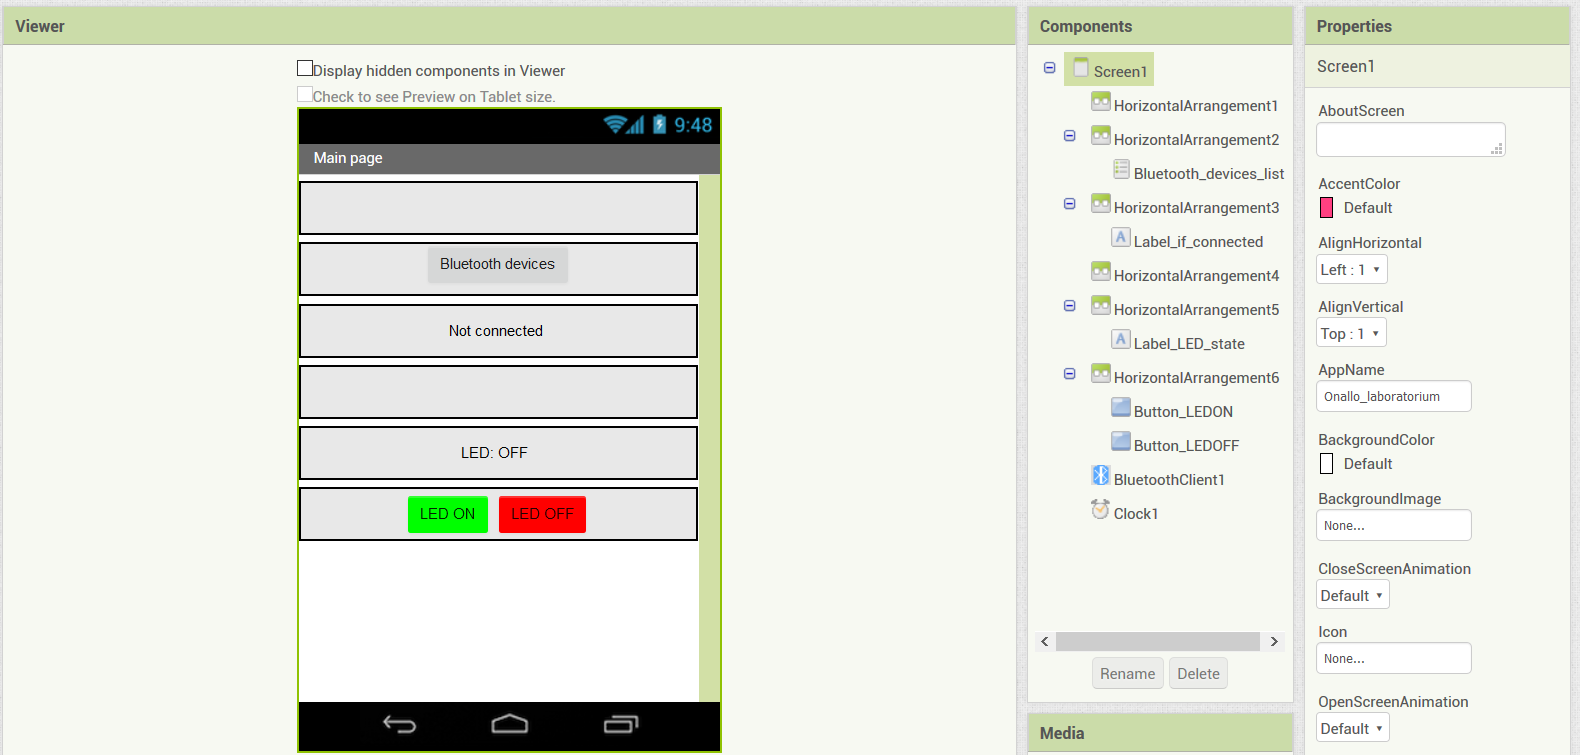 Viewer
Display hidden components in Viewer
Check to see Preview on Tablet size.
9:48
Main page
Bluetooth devices
Not connected
LED: OFF
LED ON LED OFF
Components
Screen1
HorizontalArrangement1
HorizontalArrangement2
Bluetooth_devices_list
HorizontalArrangement3
A Label_if_connected
HorizontalArrangement4
HorizontalArrangement5
A Label_LED_state
HorizontalArrangement6
Button_LEDON
Button_LEDOFF
BluetoothClient1
Clock1
Rename Delete
Media
Properties
Screen1
AboutScreen
AccentColor
Default
AlignHorizontal
Left : 1
AlignVertical
Top : 1
AppName
Onallo_laboratorium
BackgroundColor
Default
BackgroundImage
None...
CloseScreenAnimation
Default
Icon
None...
OpenScreenAnimation
Default